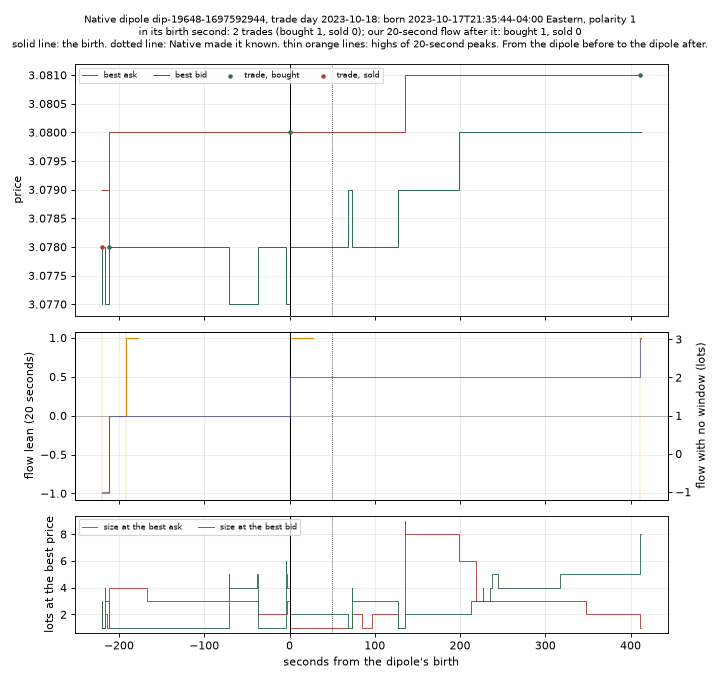 Native dipole dip-19648-1697592944, trade day 2023-10-18: born 2023-10-17T21:35:44-04:00 Eastern, polarity 1
in its birth second: 2 trades (bought 1, sold 0); our 20-second flow after it: bought 1, sold 0
solid line: the birth. dotted line: Native made it known. thin orange lines: highs of 20-second peaks. From the dipole before to the dipole after.
best ask
best bid
trade, bought
trade, sold
3.0810
3.0805
3.0800
3.0795
3.0790
3.0785
3.0780
3.0775
3.0770
price
1.0
0.5
0.0
−0.5
−1.0
flow lean (20 seconds)
3
2
1
0
−1
flow with no window (lots)
size at the best ask
size at the best bid
8
6
4
2
lots at the best price
−200
−100
0
100
200
300
400
seconds from the dipole's birth